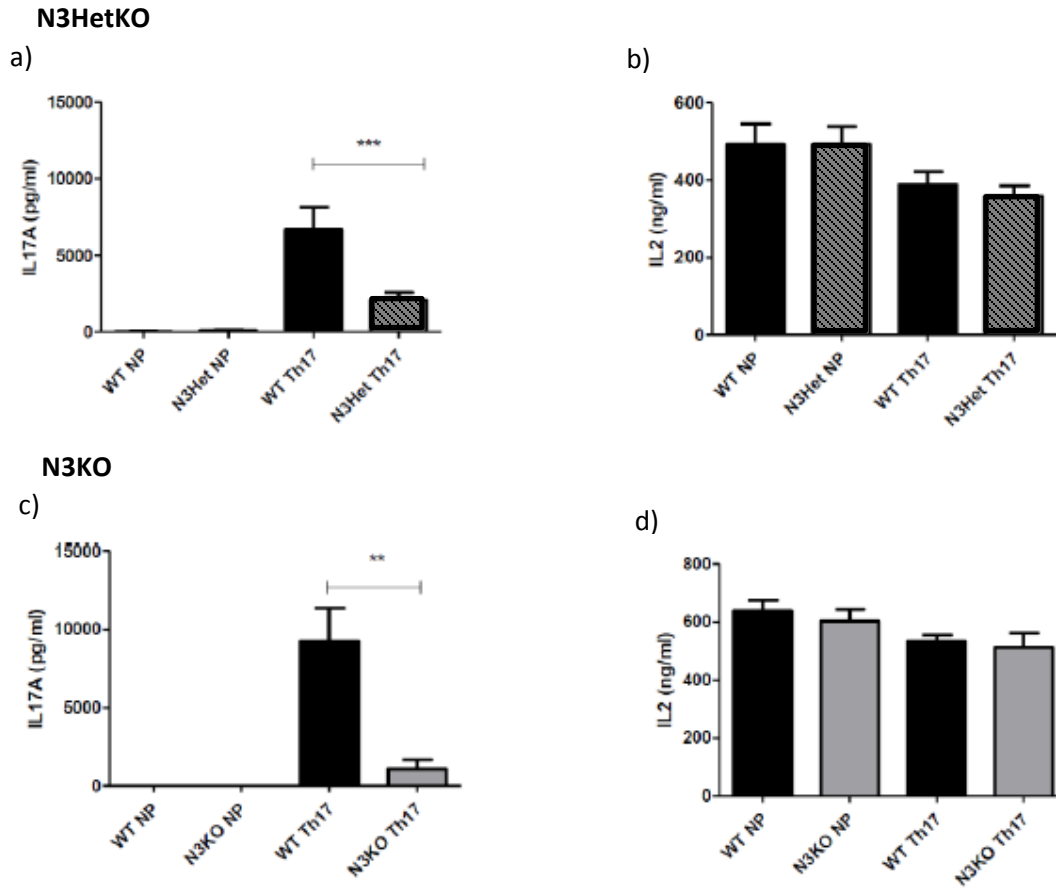 N3HetKO
a)
15000
10000
5000
0
IL17A (pg/ml)
***
WT NP
N3Het NP
WT Th17
N3Het Th17
b)
600
400
200
0
IL2 (ng/ml)
WT NP
N3Het NP
WT Th17
N3Het Th17
N3KO
c)
15000
10000
5000
0
IL17A (pg/ml)
**
WT NP
N3KO NP
WT Th17
N3KO Th17
d)
800
600
400
200
0
IL2 (ng/ml)
WT NP
N3KO NP
WT Th17
N3KO Th17